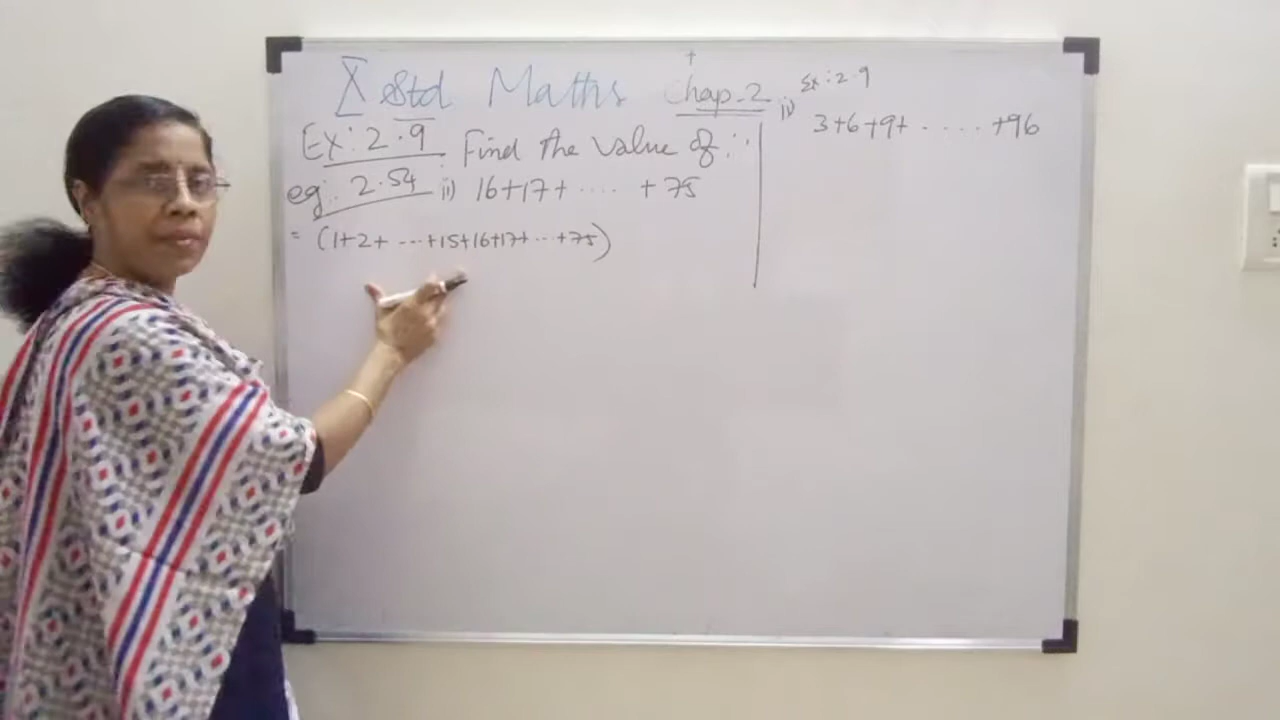 X Std Maths Chap-2
Ex: 2.9 Find the value of:
eg: 2.54 ii) 16+17+ ..... + 75
= (1+2+ ...+15+16+17+ ...+75)
Ex: 2.9
ii) 3+6+9+ ..... +96